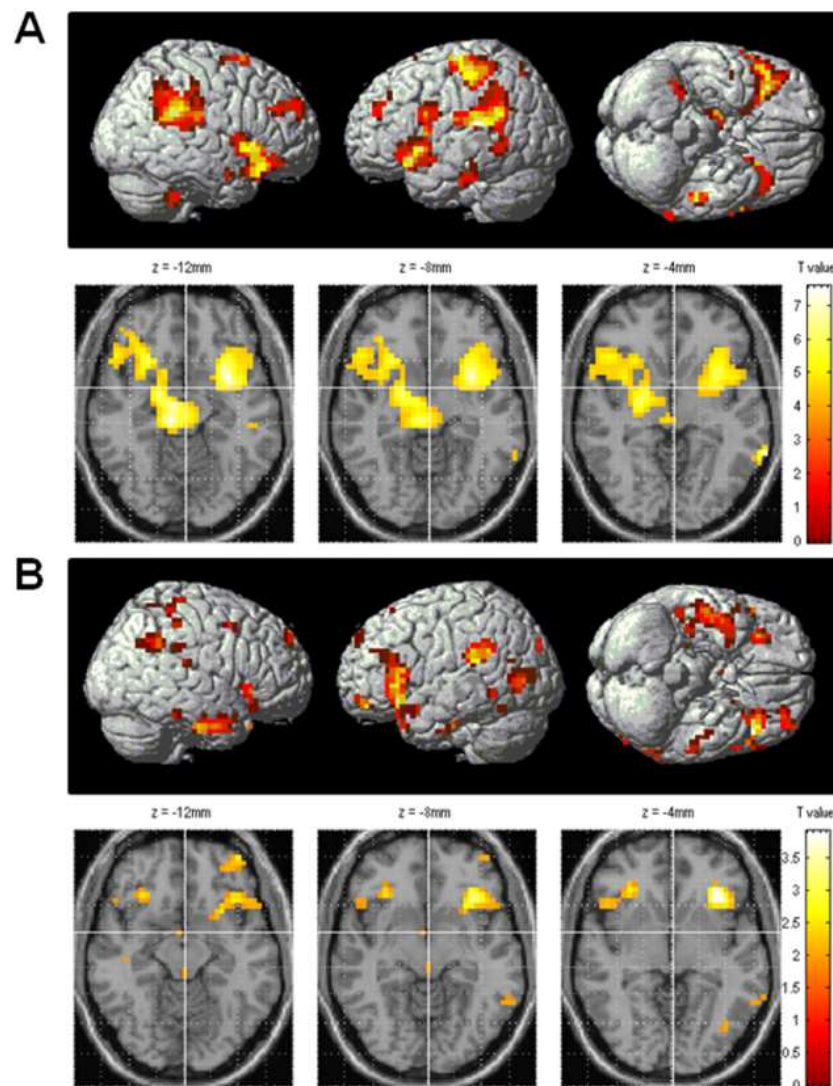 A
z = -12mm
z = -8mm
z = -4mm
T value
7
6
5
4
3
2
1
0
B
z = -12mm
z = -8mm
z = -4mm
T value
3.5
3
2.5
2
1.5
1
0.5
0